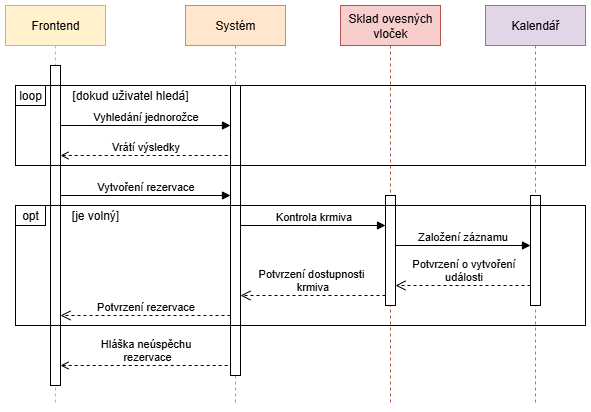 Frontend
Systém
Sklad ovesných
vloček
Kalendář
loop
[dokud uživatel hledá]
Vyhledání jednorožce
Vrátí výsledky
Vytvoření rezervace
opt
[je volný]
Kontrola krmiva
Založení záznamu
Potvrzení o vytvoření
události
Potvrzení dostupnosti
krmiva
Potvrzení rezervace
Hláška neúspěchu
rezervace